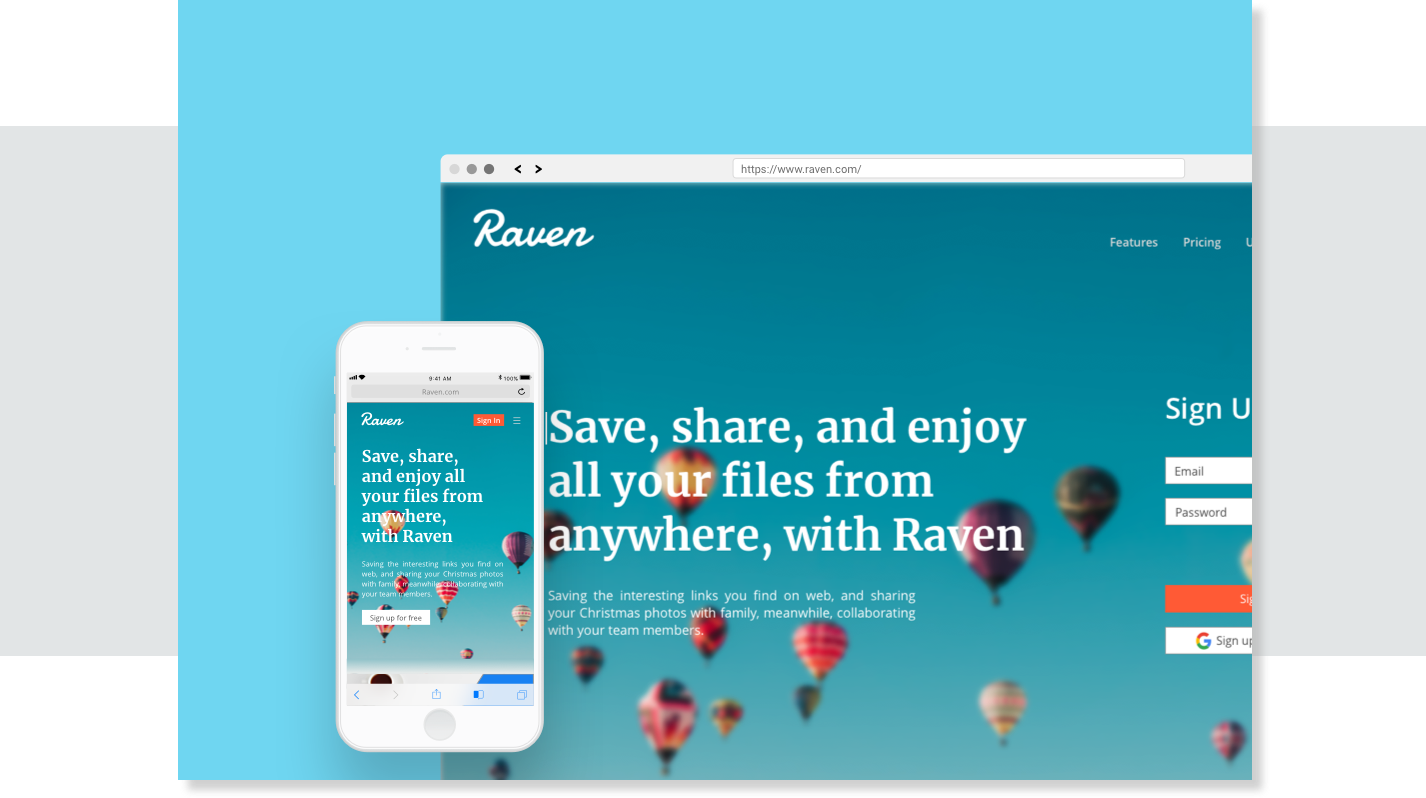 https://www.raven.com/
Raven
Features Pricing U
Save, share, and enjoy
all your files from
anywhere, with Raven
Saving the interesting links you find on web, and sharing
your Christmas photos with family, meanwhile, collaborating
with your team members.
Sign U
Email
Password
Sig
Sign up
9:41 AM 100%
Raven.com
Raven
Sign In
Save, share,
and enjoy all
your files from
anywhere,
with Raven
Saving the interesting links you find on
web, and sharing your Christmas photos
with family, meanwhile, collaborating with
your team members.
Sign up for free